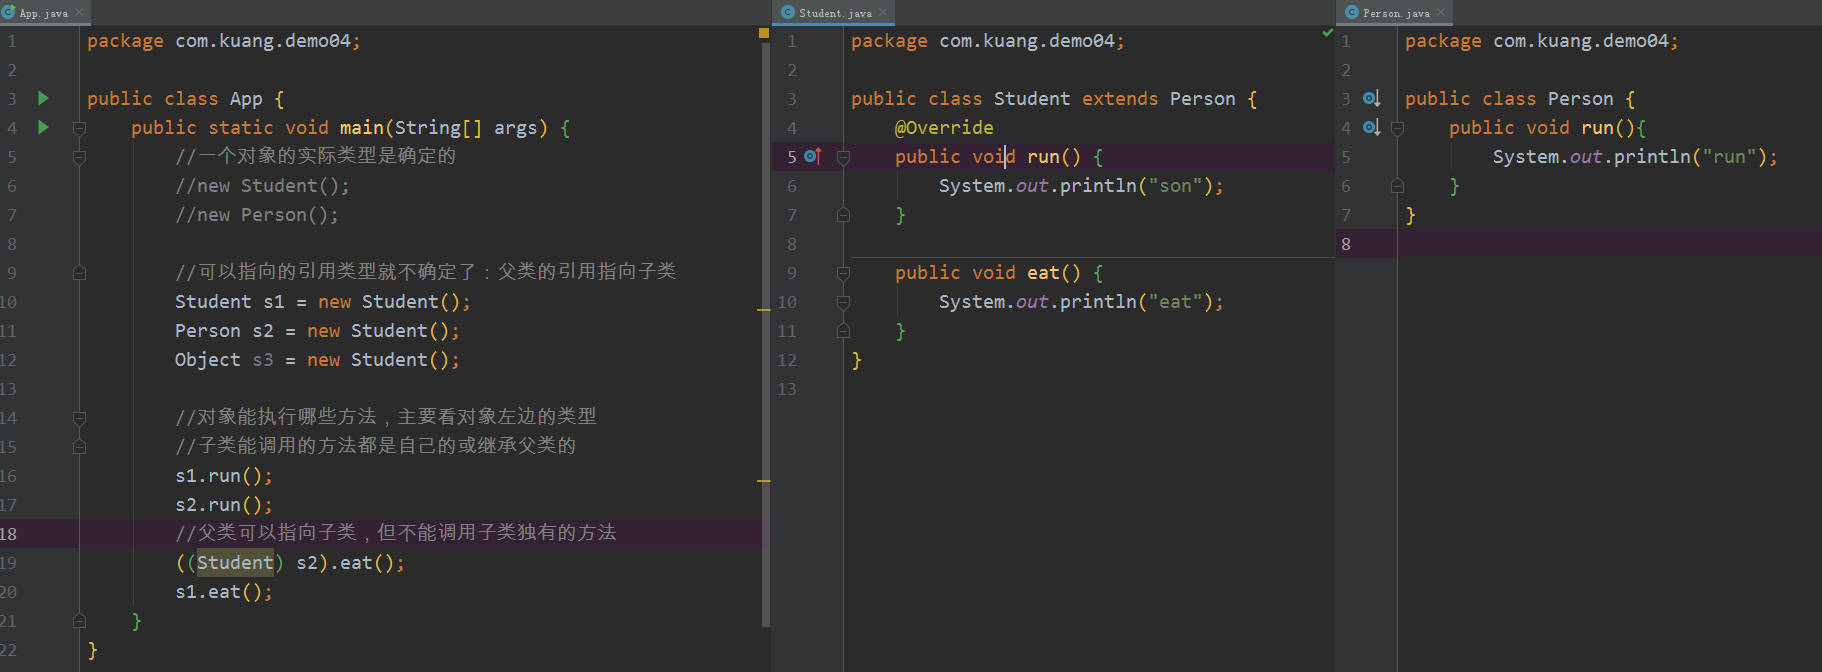 App.java
1 package com.kuang.demo04;
2
3 public class App {
4 public static void main(String[] args) {
5 //一个对象的实际类型是确定的
6 //new Student();
7 //new Person();
8
9 //可以指向的引用类型就不确定了：父类的引用指向子类
10 Student s1 = new Student();
11 Person s2 = new Student();
12 Object s3 = new Student();
13
14 //对象能执行哪些方法，主要看对象左边的类型
15 //子类能调用的方法都是自己的或继承父类的
16 s1.run();
17 s2.run();
18 //父类可以指向子类，但不能调用子类独有的方法
19 ((Student) s2).eat();
20 s1.eat();
21 }
22 }
Student.java
1 package com.kuang.demo04;
2
3 public class Student extends Person {
4 @Override
5 public void run() {
6 System.out.println("son");
7 }
8
9 public void eat() {
10 System.out.println("eat");
11 }
12 }
13
Person.java
1 package com.kuang.demo04;
2
3 public class Person {
4 public void run(){
5 System.out.println("run");
6 }
7 }
8